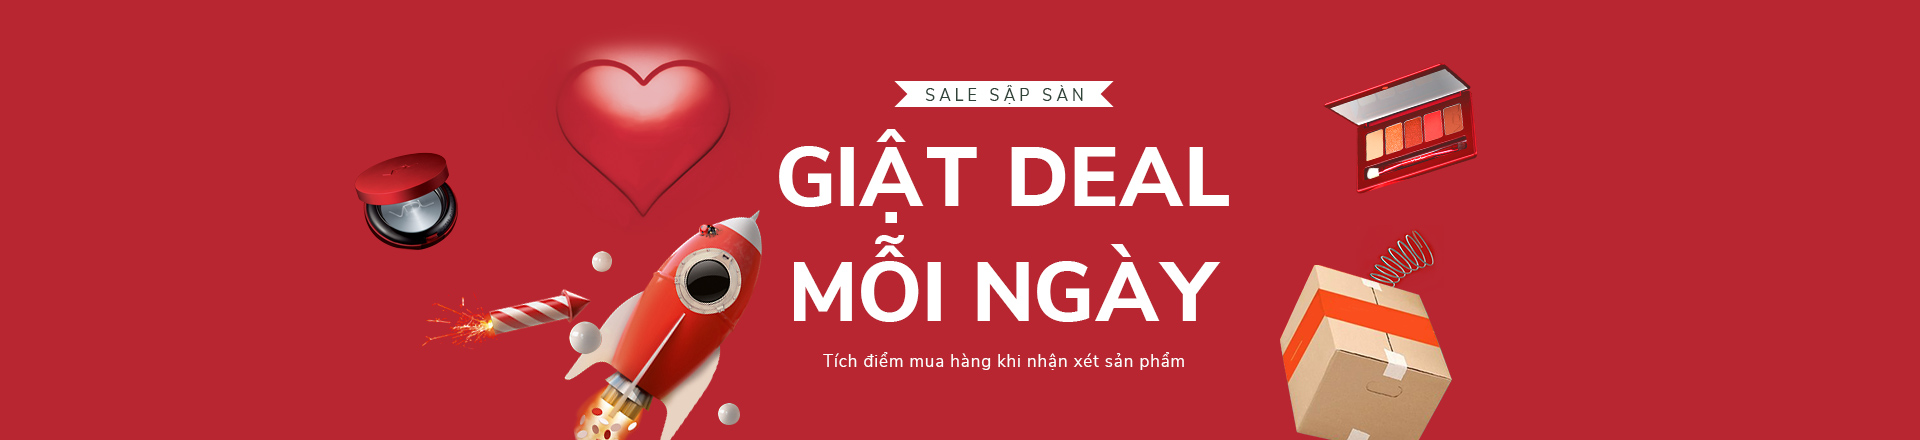 SALE SẬP SÀN
GIẬT DEAL
MỖI NGÀY
Tích điểm mua hàng khi nhận xét sản phẩm